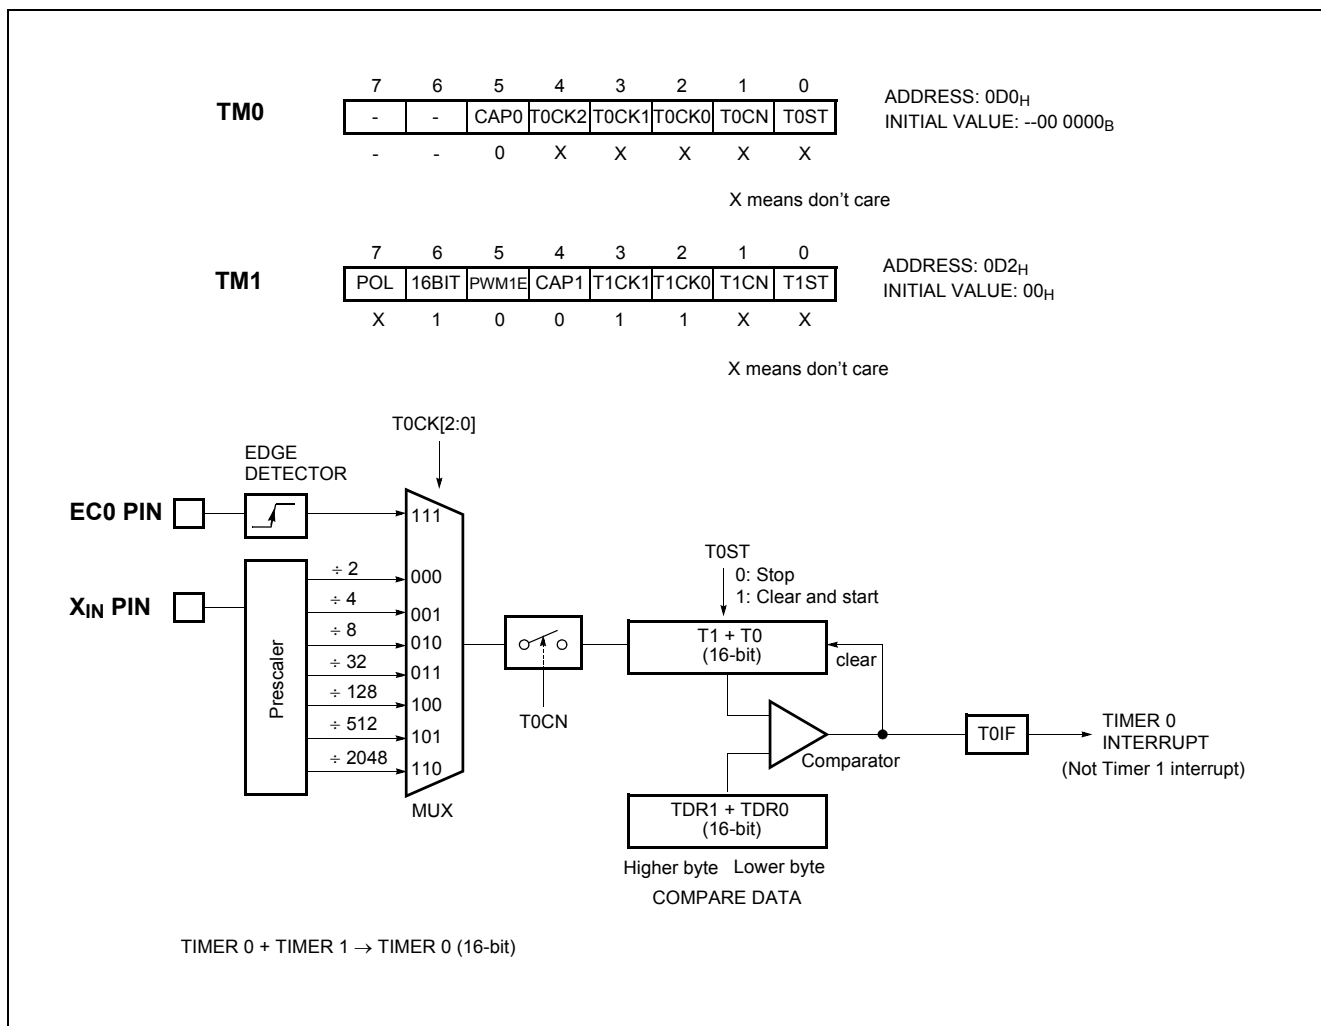 7 6 5 4 3 2 1 0
TM0
- - CAP0 T0CK2 T0CK1 T0CK0 T0CN T0ST
- - 0 X X X X X
ADDRESS: 0D0H
INITIAL VALUE: --00 0000B
X means don't care
7 6 5 4 3 2 1 0
TM1
POL 16BIT PWM1E CAP1 T1CK1 T1CK0 T1CN T1ST
X 1 0 0 1 1 X X
ADDRESS: 0D2H
INITIAL VALUE: 00H
X means don't care
T0CK[2:0]
EDGE
DETECTOR
EC0 PIN
111
XIN PIN
Prescaler
÷ 2
000
÷ 4
001
÷ 8
010
÷ 32
011
÷ 128
100
÷ 512
101
÷ 2048
110
MUX
T0CN
T0ST
0: Stop
1: Clear and start
T1 + T0
(16-bit)
clear
Comparator
T0IF
TIMER 0
INTERRUPT
(Not Timer 1 interrupt)
TDR1 + TDR0
(16-bit)
Higher byte Lower byte
COMPARE DATA
TIMER 0 + TIMER 1 → TIMER 0 (16-bit)